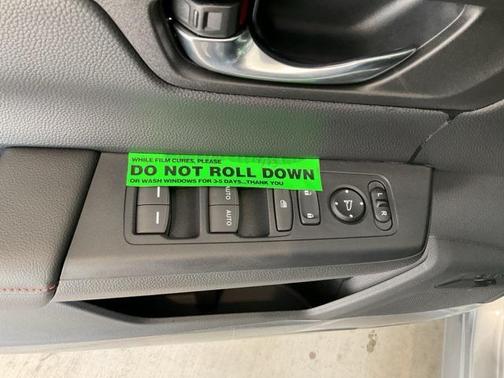 WHILE FILM CURES, PLEASE
DO NOT ROLL DOWN
OR WASH WINDOWS FOR 3-5 DAYS...THANK YOU
AUTO
AUTO
R